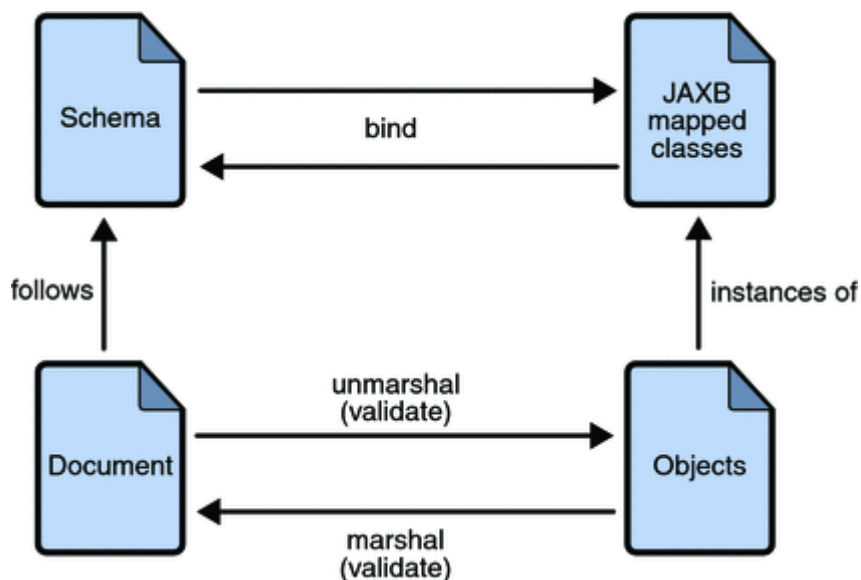 Schema
bind
JAXB
mapped
classes
follows
instances of
Document
unmarshal
(validate)
Objects
marshal
(validate)